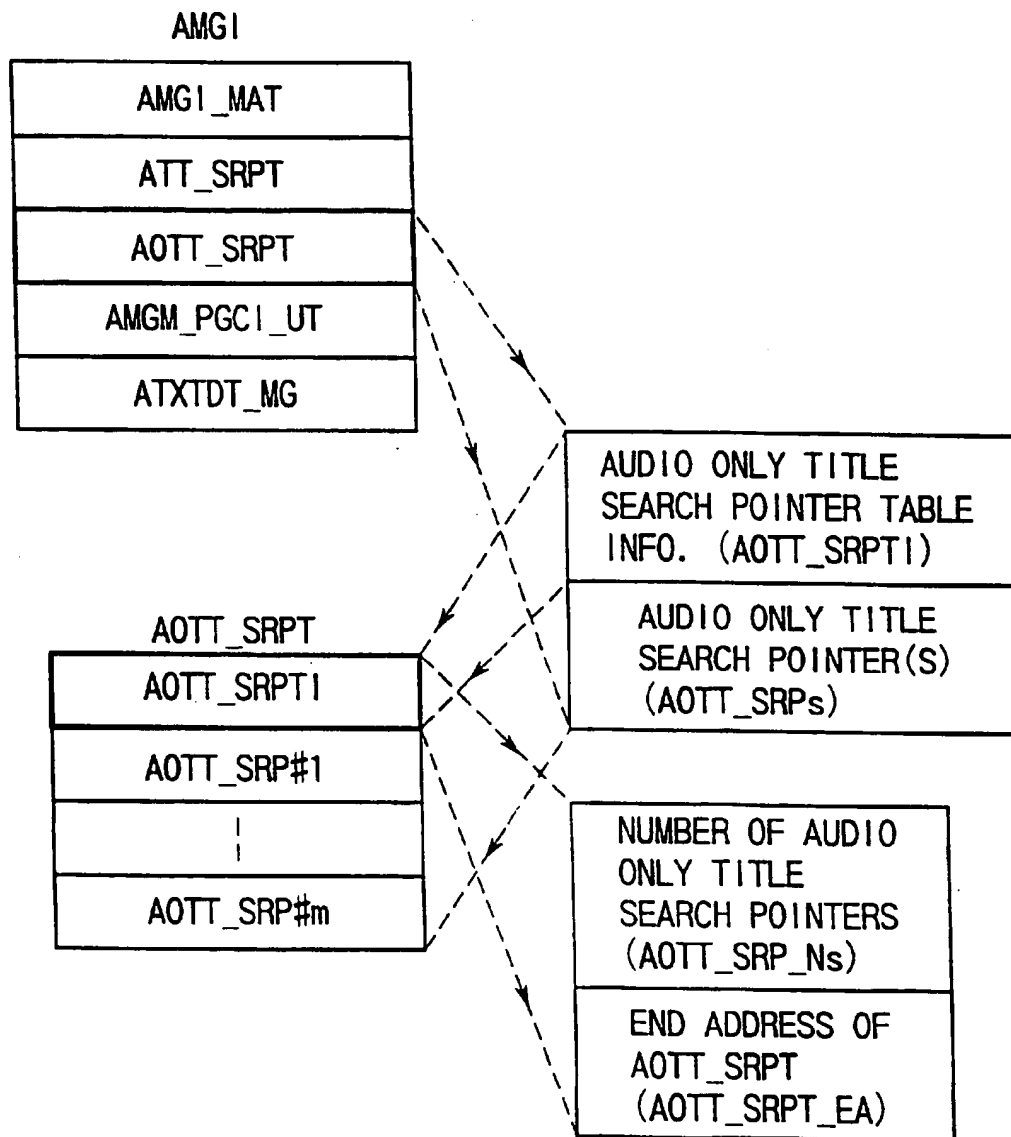 AMGI
AMGI_MAT
ATT_SRPT
AOTT_SRPT
AMGM_PGCI_UT
ATXTDT_MG
AUDIO ONLY TITLE
SEARCH POINTER TABLE
INFO. (AOTT_SRPTI)
AUDIO ONLY TITLE
SEARCH POINTER(S)
(AOTT_SRPs)
AOTT_SRPT
AOTT_SRPTI
AOTT_SRP#1
AOTT_SRP#m
NUMBER OF AUDIO
ONLY TITLE
SEARCH POINTERS
(AOTT_SRP_Ns)
END ADDRESS OF
AOTT_SRPT
(AOTT_SRPT_EA)